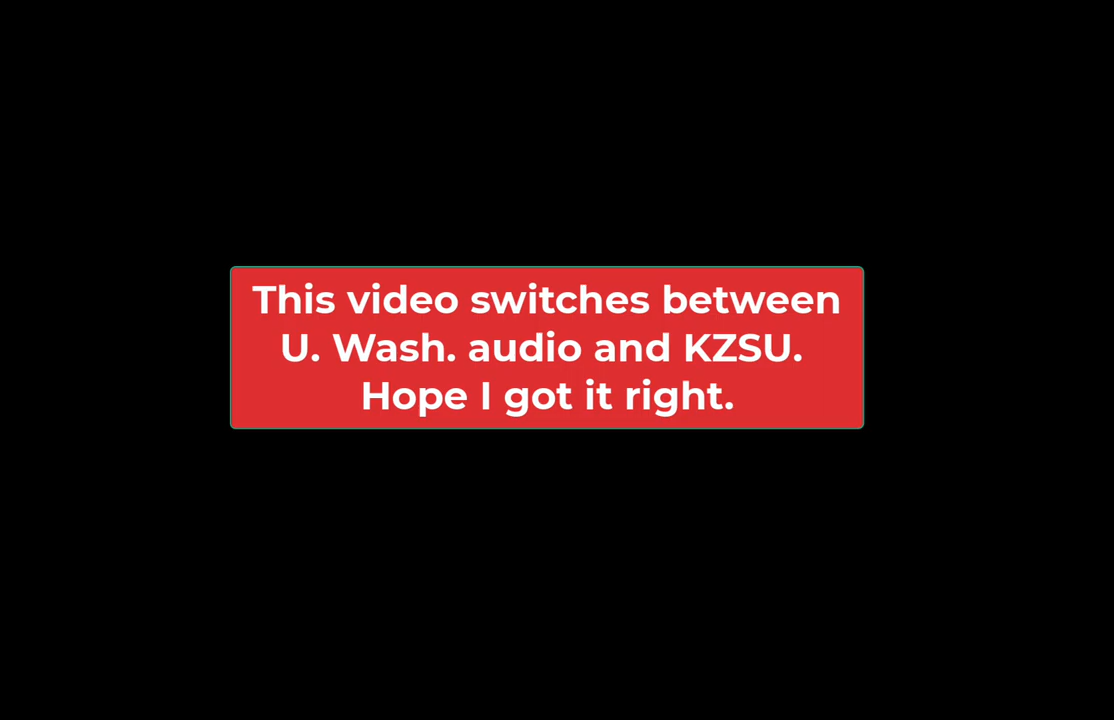 This video switches between
U. Wash. audio and KZSU.
Hope I got it right.